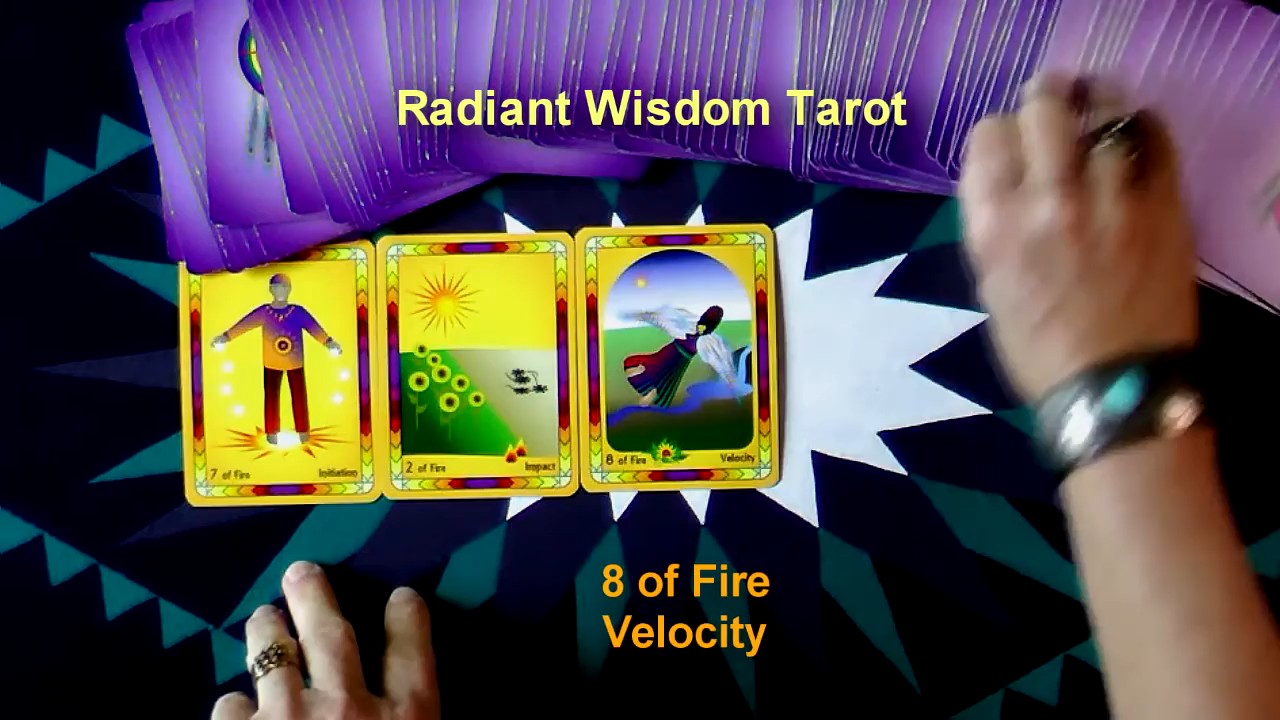 Radiant Wisdom Tarot
7 of Fire Initiation
2 of Fire Impact
8 of Fire Velocity
8 of Fire
Velocity